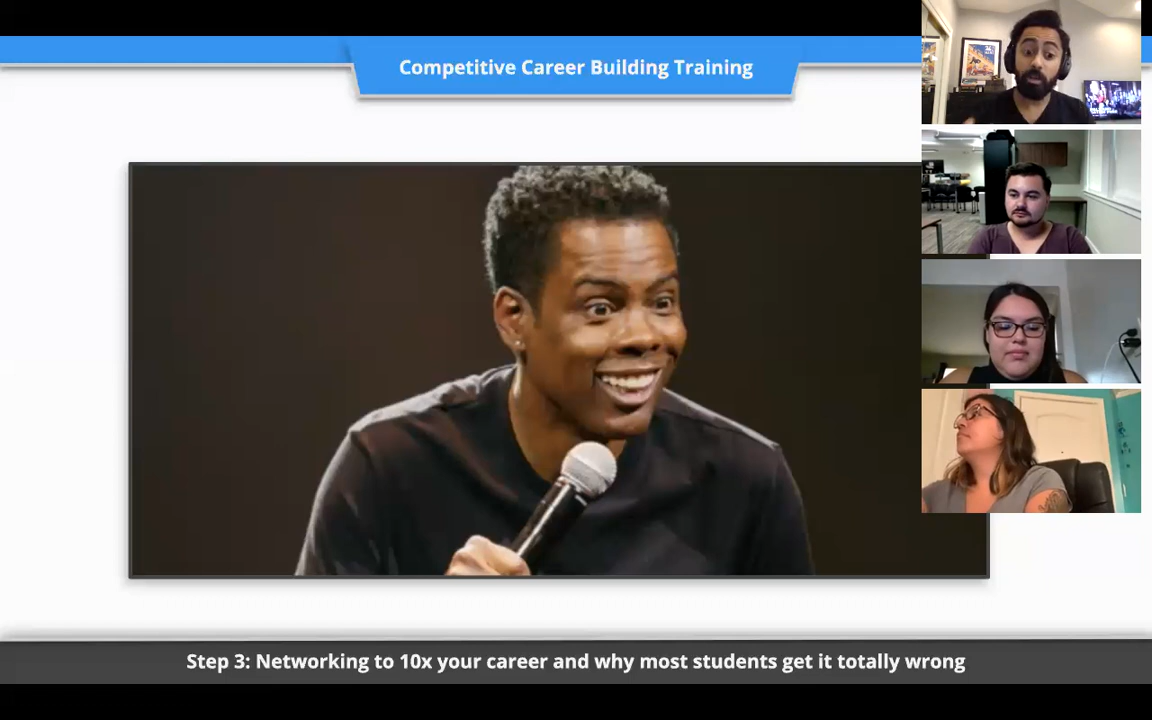 Competitive Career Building Training
Step 3: Networking to 10x your career and why most students get it totally wrong